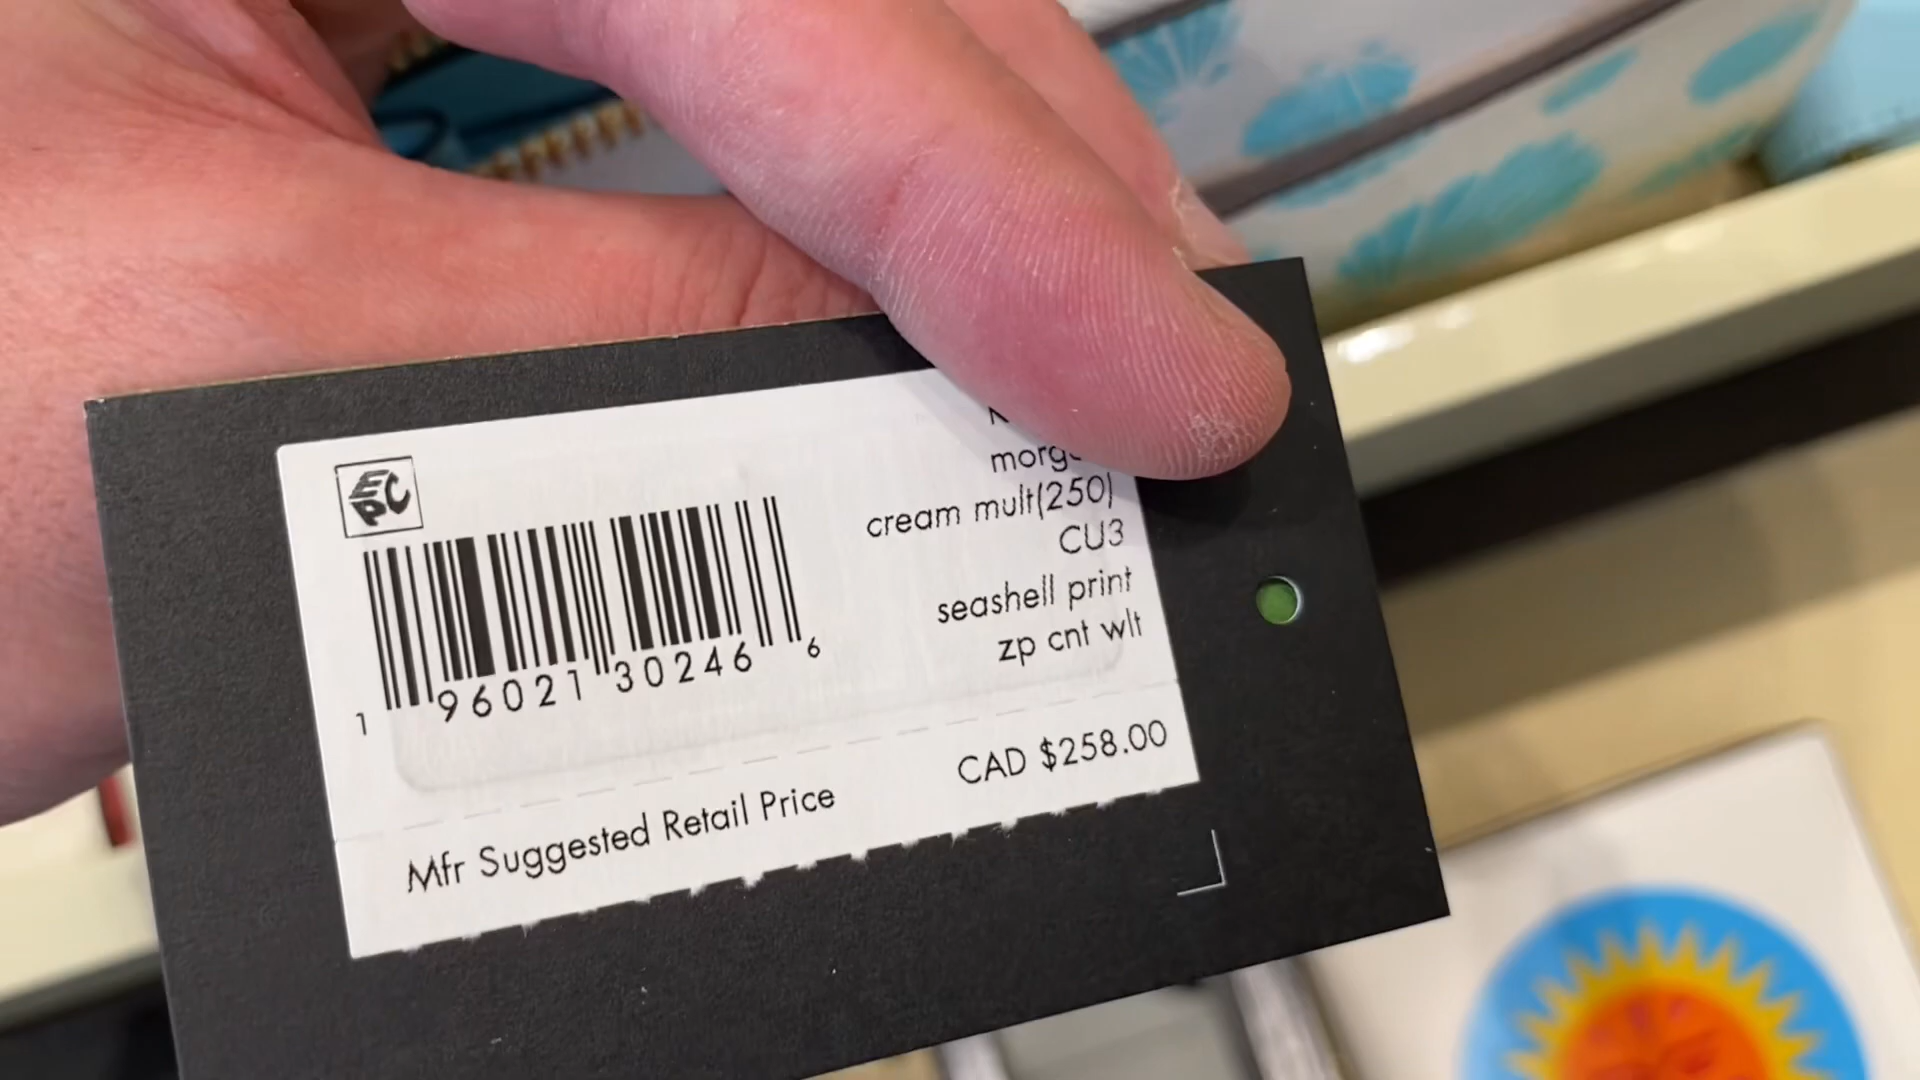 EPC
cream mult(250)
CU3
seashell print
zp cnt wlt
1 96021 30246 6
CAD $258.00
Mfr Suggested Retail Price